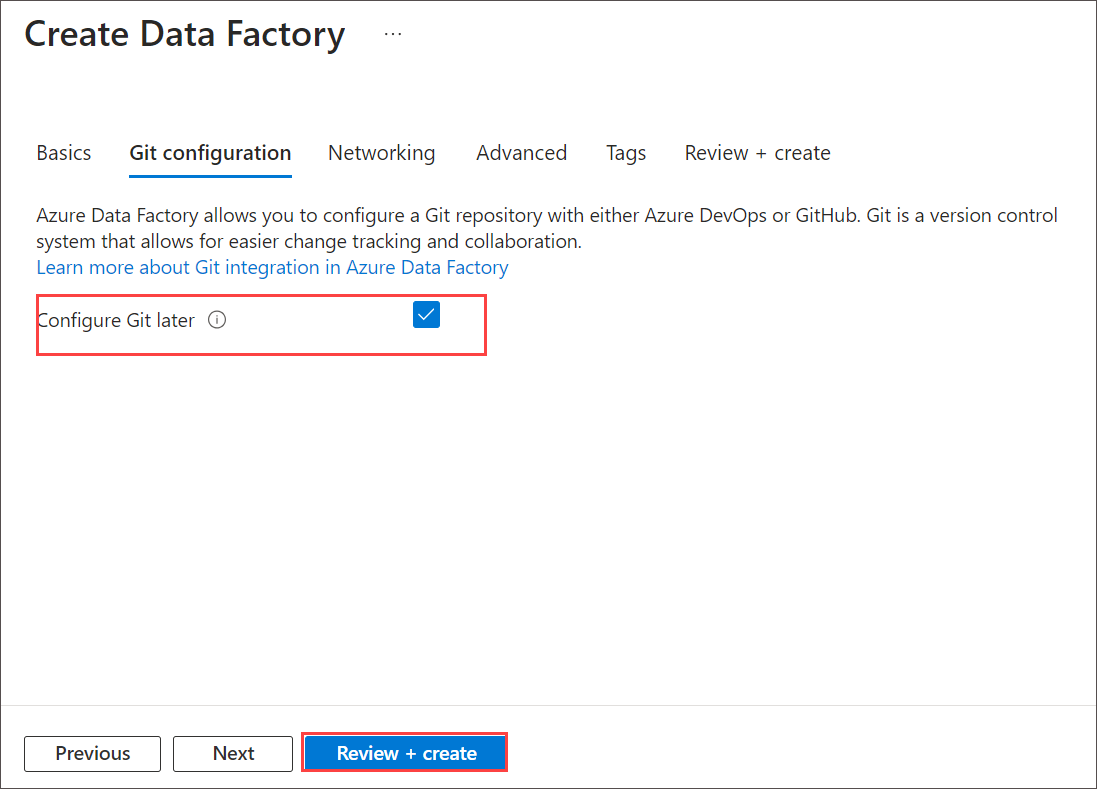 Create Data Factory ...
Basics Git configuration Networking Advanced Tags Review + create
Azure Data Factory allows you to configure a Git repository with either Azure DevOps or GitHub. Git is a version control
system that allows for easier change tracking and collaboration.
Learn more about Git integration in Azure Data Factory
Configure Git later
Previous Next Review + create